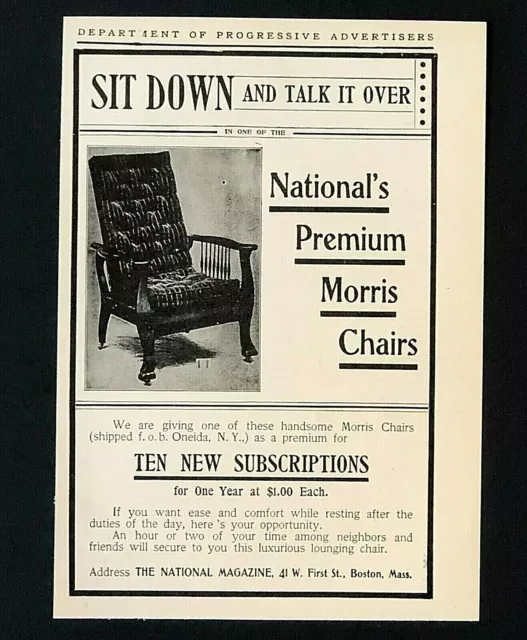 DEPARTMENT OF PROGRESSIVE ADVERTISERS
SIT DOWN AND TALK IT OVER
IN ONE OF THE
National's
Premium
Morris
Chairs
We are giving one of these handsome Morris Chairs
(shipped f. o. b. Oneida, N. Y.,) as a premium for
TEN NEW SUBSCRIPTIONS
for One Year at $1.00 Each.
If you want ease and comfort while resting after the
duties of the day, here's your opportunity.
An hour or two of your time among neighbors and
friends will secure to you this luxurious lounging chair.
Address THE NATIONAL MAGAZINE, 41 W. First St., Boston, Mass.